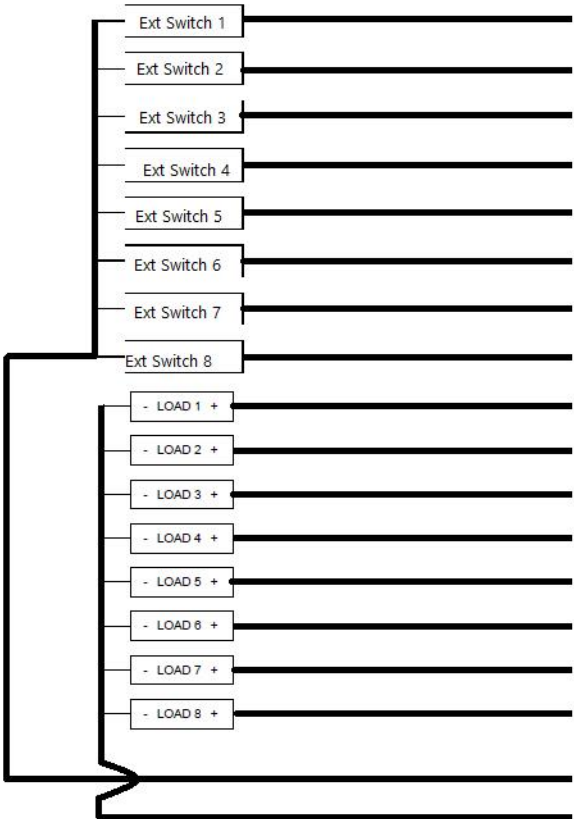 Ext Switch 1
Ext Switch 2
Ext Switch 3
Ext Switch 4
Ext Switch 5
Ext Switch 6
Ext Switch 7
Ext Switch 8
- LOAD 1 +
- LOAD 2 +
- LOAD 3 +
- LOAD 4 +
- LOAD 5 +
- LOAD 6 +
- LOAD 7 +
- LOAD 8 +